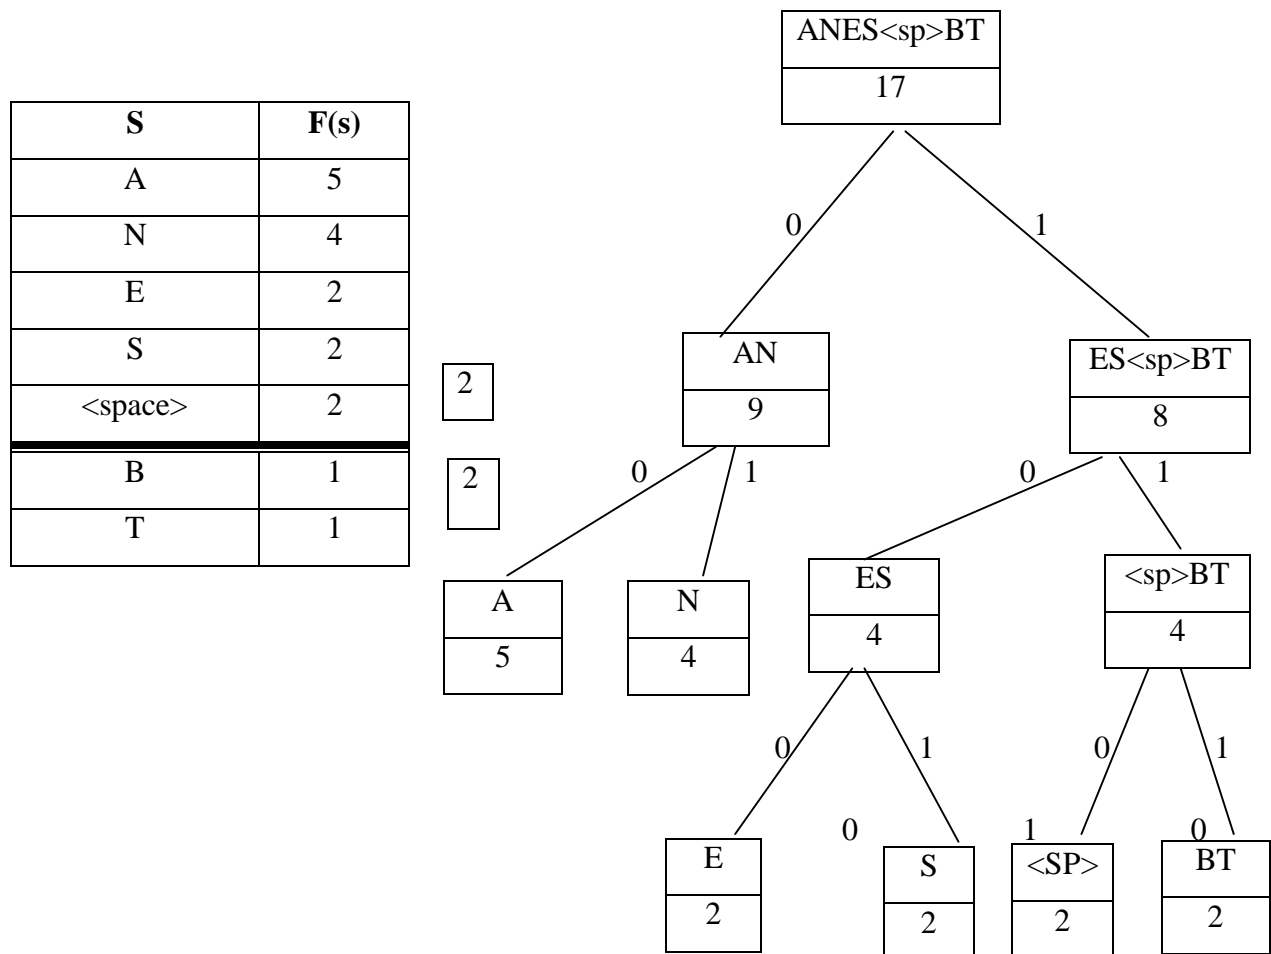 ANES<sp>BT
17
S F(s)
A 5
N 4
E 2
S 2
<space> 2
B 1
T 1
2
2
0 1
AN
9
ES<sp>BT
8
0 1
0 1
A
5
N
4
ES
4
<sp>BT
4
0 1
0 1
0 1 0
E
2
S
2
<SP>
2
BT
2